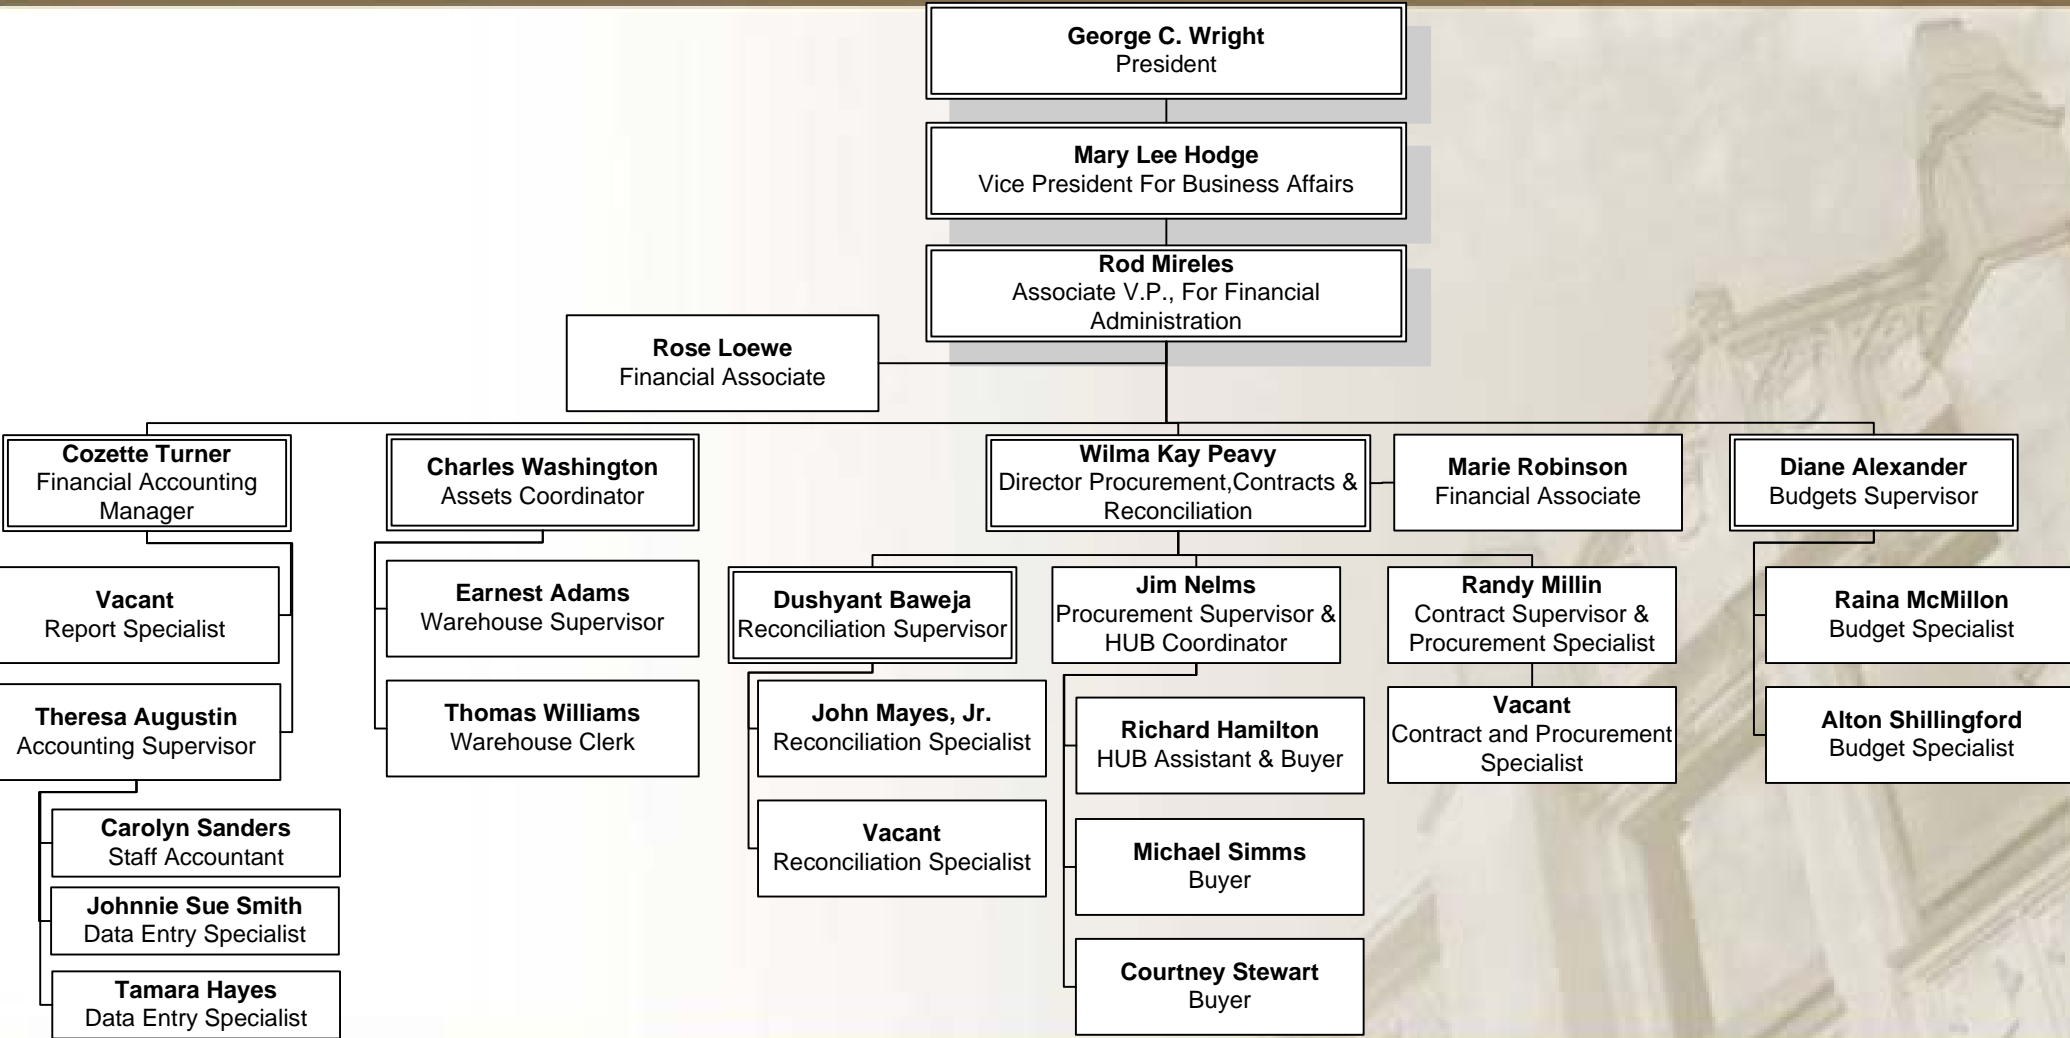 George C. Wright
President
Mary Lee Hodge
Vice President For Business Affairs
Rod Mireles
Associate V.P., For Financial
Administration
Rose Loewe
Financial Associate
Cozette Turner
Financial Accounting
Manager
Charles Washington
Assets Coordinator
Wilma Kay Peavy
Director Procurement,Contracts &
Reconciliation
Marie Robinson
Financial Associate
Diane Alexander
Budgets Supervisor
Vacant
Report Specialist
Theresa Augustin
Accounting Supervisor
Carolyn Sanders
Staff Accountant
Johnnie Sue Smith
Data Entry Specialist
Tamara Hayes
Data Entry Specialist
Earnest Adams
Warehouse Supervisor
Thomas Williams
Warehouse Clerk
Dushyant Baweja
Reconciliation Supervisor
John Mayes, Jr.
Reconciliation Specialist
Vacant
Reconciliation Specialist
Jim Nelms
Procurement Supervisor &
HUB Coordinator
Richard Hamilton
HUB Assistant & Buyer
Michael Simms
Buyer
Courtney Stewart
Buyer
Randy Millin
Contract Supervisor &
Procurement Specialist
Vacant
Contract and Procurement
Specialist
Raina McMillon
Budget Specialist
Alton Shillingford
Budget Specialist